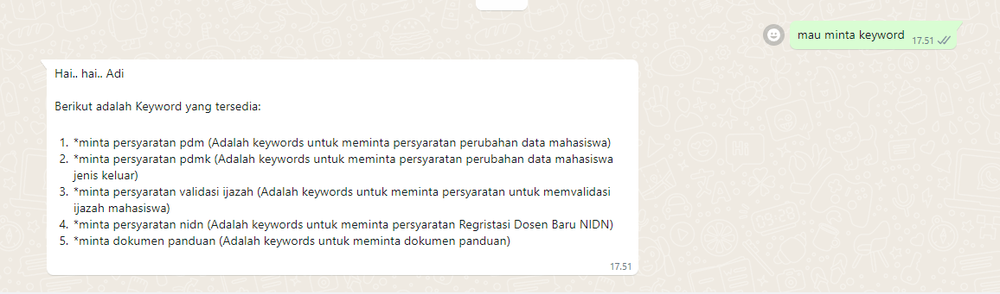 mau minta keyword 17.51
Hai.. hai.. Adi
Berikut adalah Keyword yang tersedia:
1. *minta persyaratan pdm (Adalah keywords untuk meminta persyaratan perubahan data mahasiswa)
2. *minta persyaratan pdmk (Adalah keywords untuk meminta persyaratan perubahan data mahasiswa
jenis keluar)
3. *minta persyaratan validasi ijazah (Adalah keywords untuk meminta persyaratan untuk memvalidasi
ijazah mahasiswa)
4. *minta persyaratan nidn (Adalah keywords untuk meminta persyaratan Regristasi Dosen Baru NIDN)
5. *minta dokumen panduan (Adalah keywords untuk meminta dokumen panduan)
17.51